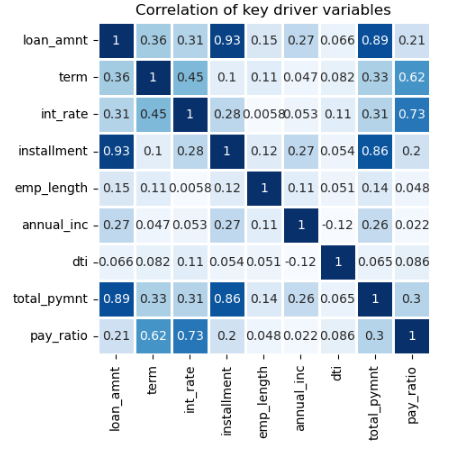 Correlation of key driver variables
loan_amnt 1 0.36 0.31 0.93 0.15 0.27 0.066 0.89 0.21
term 0.36 1 0.45 0.1 0.11 0.047 0.082 0.33 0.62
int_rate 0.31 0.45 1 0.28 0.0058 0.053 0.11 0.31 0.73
installment 0.93 0.1 0.28 1 0.12 0.27 0.054 0.86 0.2
emp_length 0.15 0.11 0.0058 0.12 1 0.11 0.051 0.14 0.048
annual_inc 0.27 0.047 0.053 0.27 0.11 1 -0.12 0.26 0.022
dti 0.066 0.082 0.11 0.054 0.051 -0.12 1 0.065 0.086
total_pymnt 0.89 0.33 0.31 0.86 0.14 0.26 0.065 1 0.3
pay_ratio 0.21 0.62 0.73 0.2 0.048 0.022 0.086 0.3 1
loan_amnt
term
int_rate
installment
emp_length
annual_inc
dti
total_pymnt
pay_ratio